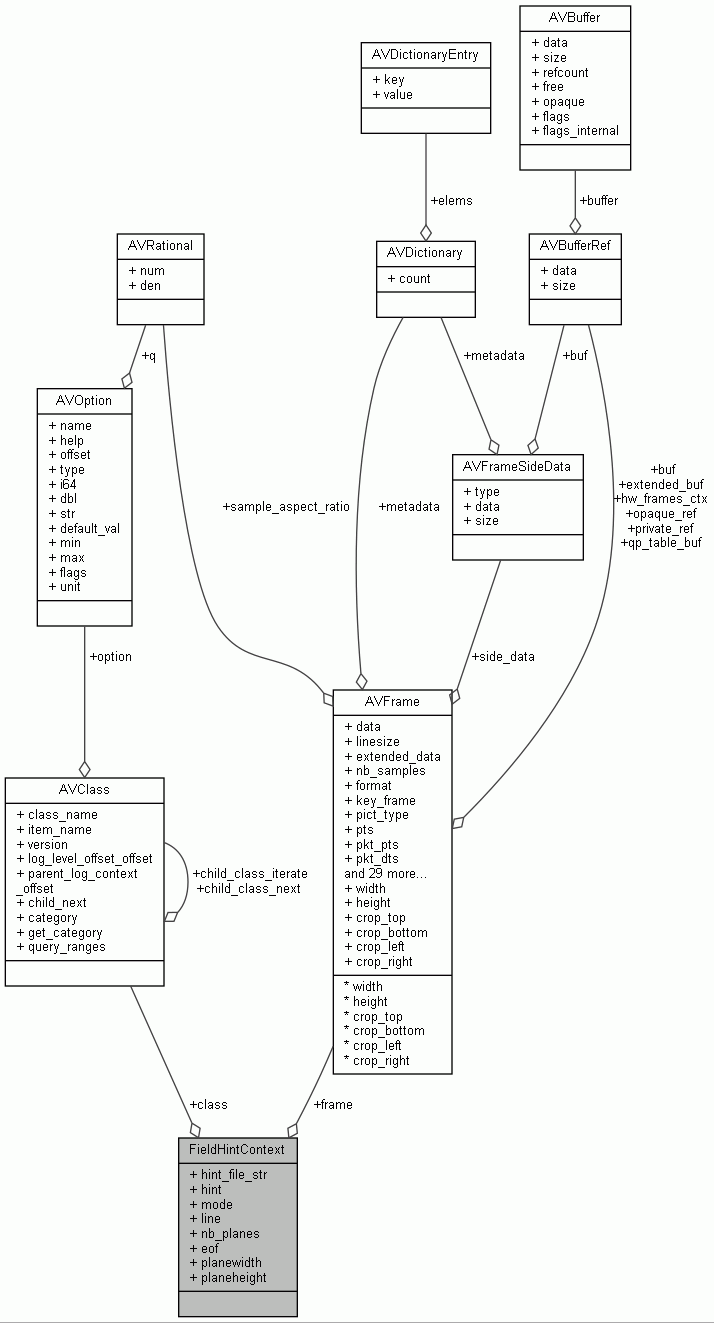 AVBuffer
+ data
+ size
+ refcount
+ free
+ opaque
+ flags
+ flags_internal
AVDictionaryEntry
+ key
+ value
+elems
+buffer
AVRational
+ num
+ den
AVDictionary
+ count
AVBufferRef
+ data
+ size
+q
+metadata
+buf
AVOption
+ name
+ help
+ offset
+ type
+ i64
+ dbl
+ str
+ default_val
+ min
+ max
+ flags
+ unit
AVFrameSideData
+ type
+ data
+ size
+sample_aspect_ratio
+metadata
+buf
+extended_buf
+hw_frames_ctx
+opaque_ref
+private_ref
+qp_table_buf
+option
+side_data
AVFrame
+ data
+ linesize
+ extended_data
+ nb_samples
+ format
+ key_frame
+ pict_type
+ pts
+ pkt_pts
+ pkt_dts
and 29 more...
+ width
+ height
+ crop_top
+ crop_bottom
+ crop_left
+ crop_right
* width
* height
* crop_top
* crop_bottom
* crop_left
* crop_right
AVClass
+ class_name
+ item_name
+ version
+ log_level_offset_offset
+ parent_log_context
_offset
+ child_next
+ category
+ get_category
+ query_ranges
+child_class_iterate
+child_class_next
+class
+frame
FieldHintContext
+ hint_file_str
+ hint
+ mode
+ line
+ nb_planes
+ eof
+ planewidth
+ planeheight